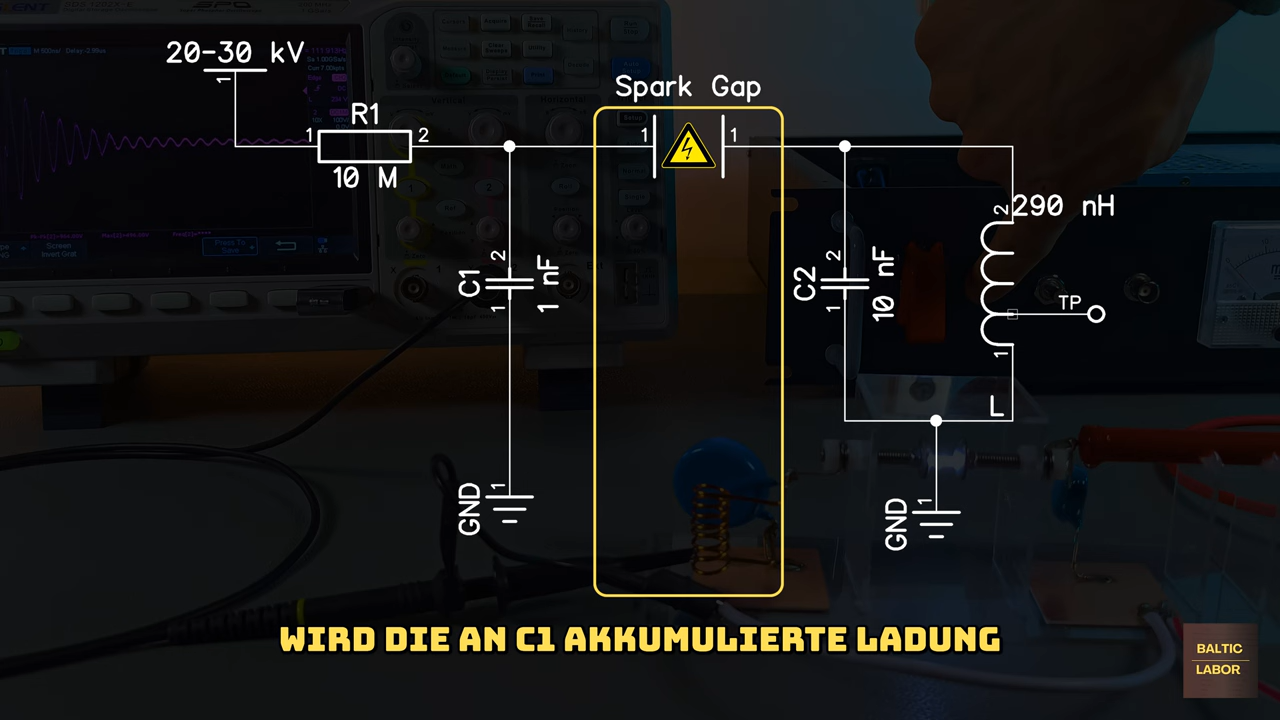 20-30 kV
1
R1
1
2
10 M
Spark Gap
1
1
C1
2
1
1 nF
GND
1
C2
2
1
10 nF
2
290 nH
TP
1
L
GND
1
WIRD DIE AN C1 AKKUMULIERTE LADUNG
BALTIC
LABOR